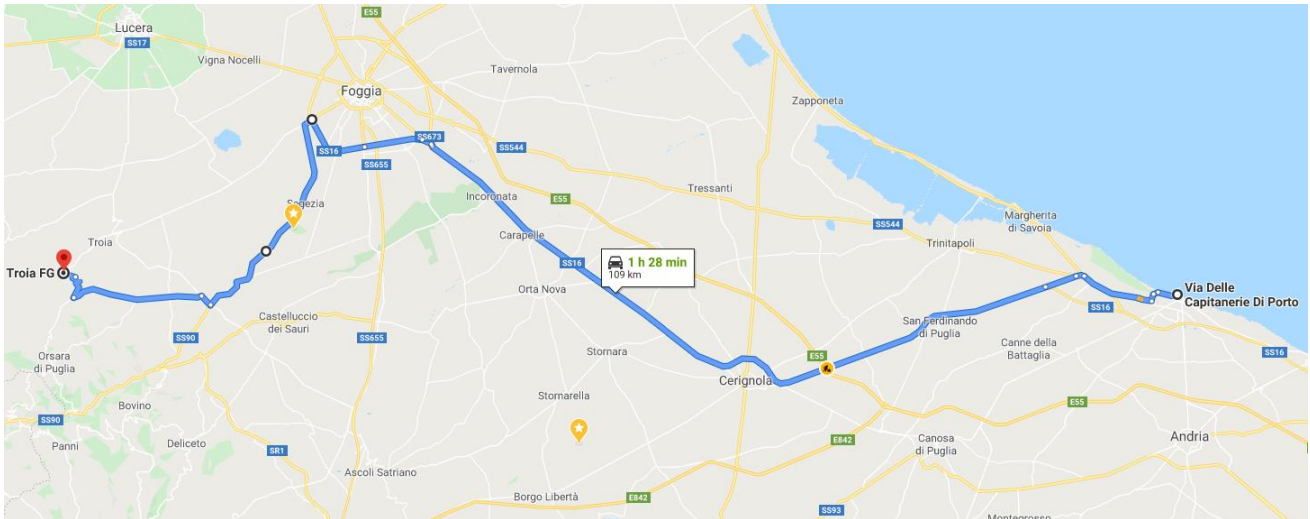 E55
Lucera
SS17
Vigna Nocelli
Tavernola
Foggia
Zapponeta
SS673
SS16
SS544
SS655
Tressanti
Incoronata
E55
Segezia
Margherita
di Savoia
SS544
Troia
Carapelle
Trinitapoli
Troia FG
1 h 28 min
109 km
SS16
Orta Nova
Via Delle
Capitanerie Di Porto
SS16
Castelluccio
dei Sauri
San Ferdinando
di Puglia
SS90
SS655
Canne della
Battaglia
Orsara
di Puglia
Stornara
E55
SS16
Cerignola
Stornarella
Bovino
E55
SS90
Panni
Deliceto
SR1
E842
Canosa
di Puglia
Andria
Ascoli Satriano
Borgo Libertà
E842
SS93
Montegrosso